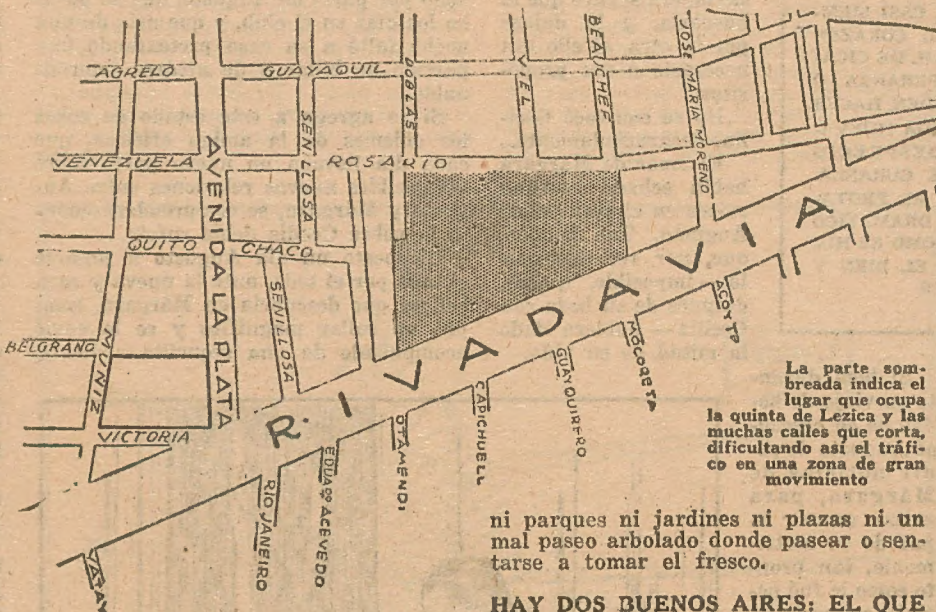 AGRELO
GUAYAQUIL
DOBLAS
VIEL
BEAUCHEF
JOSE MARIA MORENO
VENEZUELA
AVENIDA LA PLATA
SENILLOSA
ROSARIO
QUITO
CHACO
SENILLOSA
BELGRANO
MUÑIZ
VICTORIA
RIVADAVIA
YATAY
RIO JANEIRO
EDUARDO ACEVEDO
OTAMENDI
CAPICHUELL
GUAYQUIRERO
MOCORETA
ACOYTE
La parte som-
breada indica el
lugar que ocupa
la quinta de Lezica y las
muchas calles que corta,
dificultando así el tráfi-
co en una zona de gran
movimiento
ni parques ni jardines ni plazas ni un
mal paseo arbolado donde pasear o sen-
tarse a tomar el fresco.
HAY DOS BUENOS AIRES: EL QUE